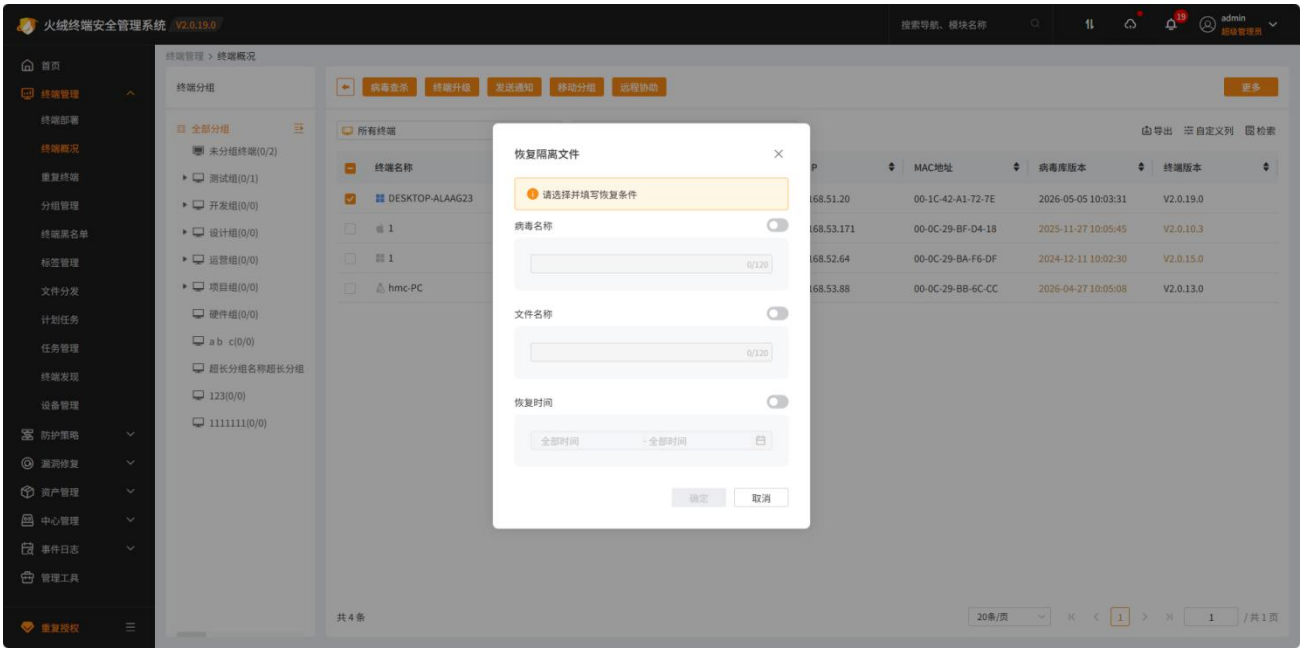 火绒终端安全管理系统 V2.0.19.0
搜索导航、模块名称
19
admin
超级管理员
首页
终端管理
终端部署
终端概况
重复终端
分组管理
终端黑名单
标签管理
文件分发
计划任务
任务管理
终端发现
设备管理
防护策略
漏洞修复
资产管理
中心管理
事件日志
管理工具
重复授权
终端管理 > 终端概况
终端分组
全部分组
未分组终端(0/2)
测试组(0/1)
开发组(0/0)
设计组(0/0)
运营组(0/0)
项目组(0/0)
硬件组(0/0)
a b c(0/0)
超长分组名称超长分组
123(0/0)
1111111(0/0)
病毒查杀 终端升级 发送通知 移动分组 远程协助 更多
所有终端
导出 自定义列 检索
终端名称 P MAC地址 病毒库版本 终端版本
DESKTOP-ALAAG23 168.51.20 00-1C-42-A1-72-7E 2026-05-05 10:03:31 V2.0.19.0
1 168.53.171 00-0C-29-BF-D4-18 2025-11-27 10:05:45 V2.0.10.3
1 168.52.64 00-0C-29-BA-F6-DF 2024-12-11 10:02:30 V2.0.15.0
hmc-PC 168.53.88 00-0C-29-BB-6C-CC 2026-04-27 10:05:08 V2.0.13.0
恢复隔离文件
请选择并填写恢复条件
病毒名称
0/120
文件名称
0/120
恢复时间
全部时间 - 全部时间
确定 取消
共 4 条
20条/页 1 1 / 共 1 页